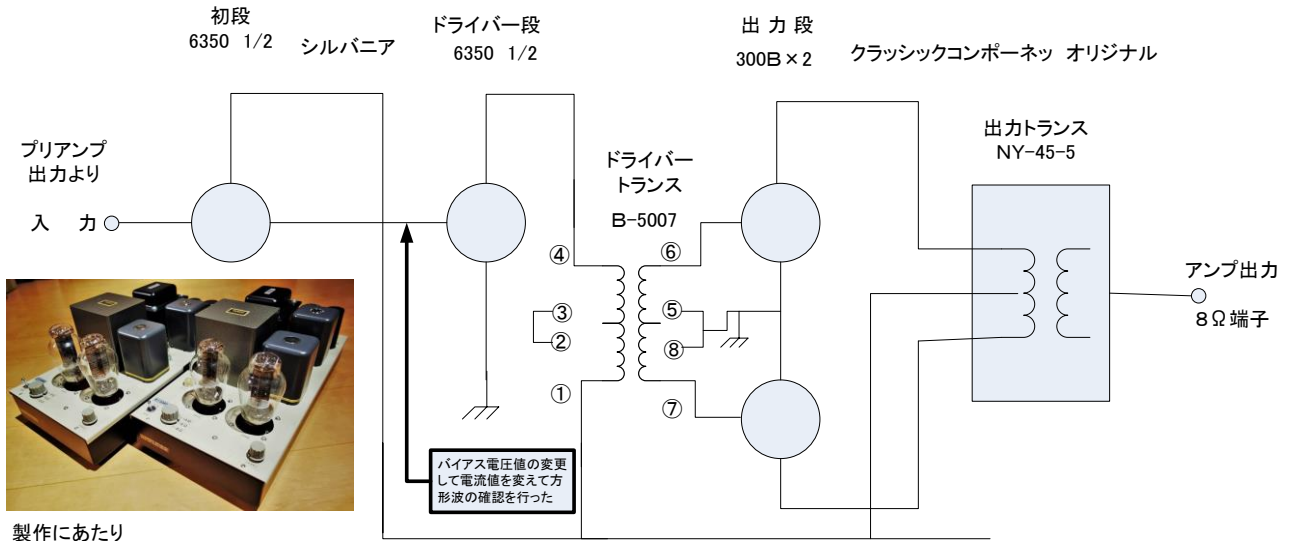 初段
6350 1/2
シルバニア
ドライバー段
6350 1/2
出 力 段
300B×2
クラッシックコンポーネッ オリジナル
プリアンプ
出力より
入 力
ドライバー
トランス
B-5007
出力トランス
NY-45-5
④
③
②
①
⑥
⑤
⑧
⑦
アンプ出力
8Ω端子
バイアス電圧値の変更
して電流値を変えて方
形波の確認を行った
製作にあたり